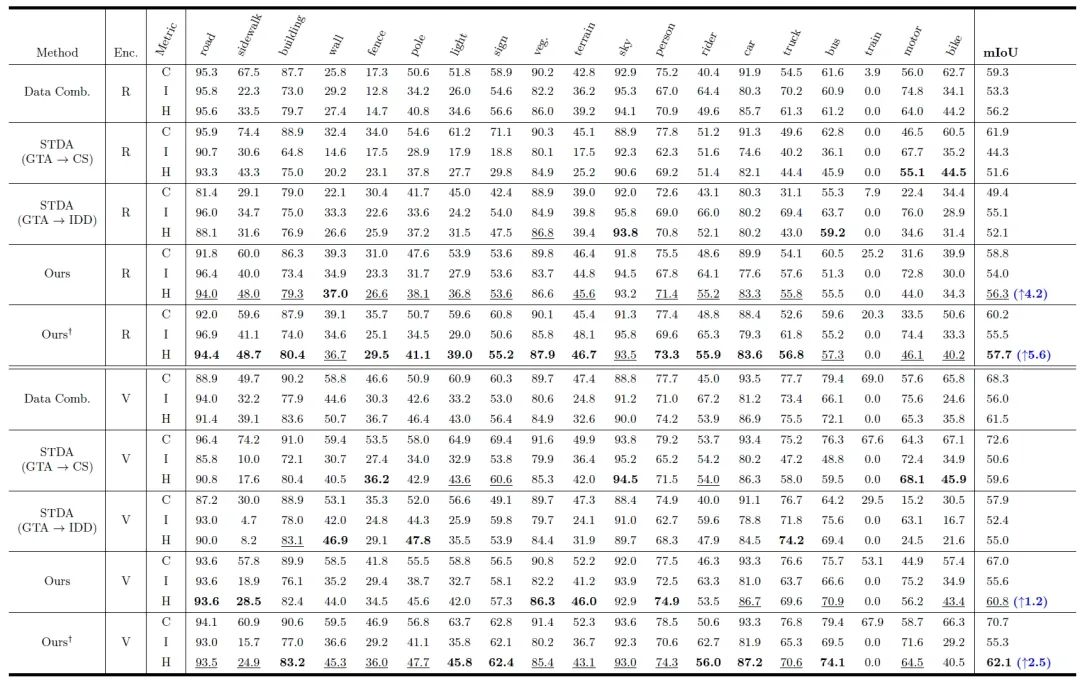 Method Enc. Metric road sidewalk building wall fence pole light sign veg. terrain sky person rider car truck bus train motor bike mIoU
C 95.3 67.5 87.7 25.8 17.3 50.6 51.8 58.9 90.2 42.8 92.9 75.2 40.4 91.9 54.5 61.6 3.9 56.0 62.7 59.3
Data Comb. R I 95.8 22.3 73.0 29.2 12.8 34.2 26.0 54.6 82.2 36.2 95.3 67.0 64.4 80.3 70.2 60.9 0.0 74.8 34.1 53.3
H 95.6 33.5 79.7 27.4 14.7 40.8 34.6 56.6 86.0 39.2 94.1 70.9 49.6 85.7 61.3 61.2 0.0 64.0 44.2 56.2
C 95.9 74.4 88.9 32.4 34.0 54.6 61.2 71.1 90.3 45.1 88.9 77.8 51.2 91.3 49.6 62.8 0.0 46.5 60.5 61.9
STDA
(GTA → CS) R I 90.7 30.6 64.8 14.6 17.5 28.9 17.9 18.8 80.1 17.5 92.3 62.3 51.6 74.6 40.2 36.1 0.0 67.7 35.2 44.3
H 93.3 43.3 75.0 20.2 23.1 37.8 27.7 29.8 84.9 25.2 90.6 69.2 51.4 82.1 44.4 45.9 0.0 55.1 44.5 51.6
C 81.4 29.1 79.0 22.1 30.4 41.7 45.0 42.4 88.9 39.0 92.0 72.6 43.1 80.3 31.1 55.3 7.9 22.4 34.4 49.4
STDA
(GTA → IDD) R I 96.0 34.7 75.0 33.3 22.6 33.6 24.2 54.0 84.9 39.8 95.8 69.0 66.0 80.2 69.4 63.7 0.0 76.0 28.9 55.1
H 88.1 31.6 76.9 26.6 25.9 37.2 31.5 47.5 86.8 39.4 93.8 70.8 52.1 80.2 43.0 59.2 0.0 34.6 31.4 52.1
C 91.8 60.0 86.3 39.3 31.0 47.6 53.9 53.6 89.8 46.4 91.8 75.5 48.6 89.9 54.1 60.5 25.2 31.6 39.9 58.8
Ours R I 96.4 40.0 73.4 34.9 23.3 31.7 27.9 53.6 83.7 44.8 94.5 67.8 64.1 77.6 57.6 51.3 0.0 72.8 30.0 54.0
H 94.0 48.0 79.3 37.0 26.6 38.1 36.8 53.6 86.6 45.6 93.2 71.4 55.2 83.3 55.8 55.5 0.0 44.0 34.3 56.3 (↑4.2)
C 92.0 59.6 87.9 39.1 35.7 50.7 59.6 60.8 90.1 45.4 91.3 77.4 48.8 88.4 52.6 59.6 20.3 33.5 50.6 60.2
Ours† R I 96.9 41.1 74.0 34.6 25.1 34.5 29.0 50.6 85.8 48.1 95.8 69.6 65.3 79.3 61.8 55.2 0.0 74.4 33.3 55.5
H 94.4 48.7 80.4 36.7 29.5 41.1 39.0 55.2 87.9 46.7 93.5 73.3 55.9 83.6 56.8 57.3 0.0 46.1 40.2 57.7 (↑5.6)
C 88.9 49.7 90.2 58.8 46.6 50.9 60.9 60.3 89.7 47.4 88.8 77.7 45.0 93.5 77.7 79.4 69.0 57.6 65.8 68.3
Data Comb. V I 94.0 32.2 77.9 44.6 30.3 42.6 33.2 53.0 80.6 24.8 91.2 71.0 67.2 81.2 73.4 66.1 0.0 75.6 24.6 56.0
H 91.4 39.1 83.6 50.7 36.7 46.4 43.0 56.4 84.9 32.6 90.0 74.2 53.9 86.9 75.5 72.1 0.0 65.3 35.8 61.5
C 96.4 74.2 91.0 59.4 53.5 58.0 64.9 69.4 91.6 49.9 93.8 79.2 53.7 93.4 75.2 76.3 67.6 64.3 67.1 72.6
STDA
(GTA → CS) V I 85.8 10.0 72.1 30.7 27.4 34.0 32.9 53.8 79.9 36.4 95.2 65.2 54.2 80.2 47.2 48.8 0.0 72.4 34.9 50.6
H 90.8 17.6 80.4 40.5 36.2 42.9 43.6 60.6 85.3 42.0 94.5 71.5 54.0 86.3 58.0 59.5 0.0 68.1 45.9 59.6
C 87.2 30.0 88.9 53.1 35.3 52.0 56.6 49.1 89.7 47.3 88.4 74.9 40.0 91.1 76.7 64.2 29.5 15.2 30.5 57.9
STDA
(GTA → IDD) V I 93.0 4.7 78.0 42.0 24.8 44.3 25.9 59.8 79.7 24.1 91.0 62.7 59.6 78.8 71.8 75.6 0.0 63.1 16.7 52.4
H 90.0 8.2 83.1 46.9 29.1 47.8 35.5 53.9 84.4 31.9 89.7 68.3 47.9 84.5 74.2 69.4 0.0 24.5 21.6 55.0
C 93.6 57.8 89.9 58.5 41.8 55.5 58.8 56.5 90.8 52.2 92.0 77.5 46.3 93.3 76.6 75.7 53.1 44.9 57.4 67.0
Ours V I 93.6 18.9 76.1 35.2 29.4 38.7 32.7 58.1 82.2 41.2 93.9 72.5 63.3 81.0 63.7 66.6 0.0 75.2 34.9 55.6
H 93.6 28.5 82.4 44.0 34.5 45.6 42.0 57.3 86.3 46.0 92.9 74.9 53.5 86.7 69.6 70.9 0.0 56.2 43.4 60.8 (↑1.2)
C 94.1 60.9 90.6 59.5 46.9 56.8 63.7 62.8 91.4 52.3 93.6 78.5 50.6 93.3 76.8 79.4 67.9 58.7 66.3 70.7
Ours† V I 93.0 15.7 77.0 36.6 29.2 41.1 35.8 62.1 80.2 36.7 92.3 70.6 62.7 81.9 65.3 69.5 0.0 71.6 29.2 55.3
H 93.5 24.9 83.2 45.3 36.0 47.7 45.8 62.4 85.4 43.1 93.0 74.3 56.0 87.2 70.6 74.1 0.0 64.5 40.5 62.1 (↑2.5)